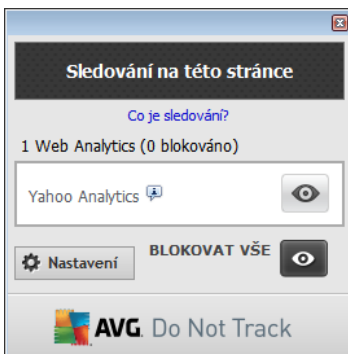 Sledování na této stránce
Co je sledování?
1 Web Analytics (0 blokováno)
Yahoo Analytics
Nastavení
BLOKOVAT VŠE
AVG. Do Not Track